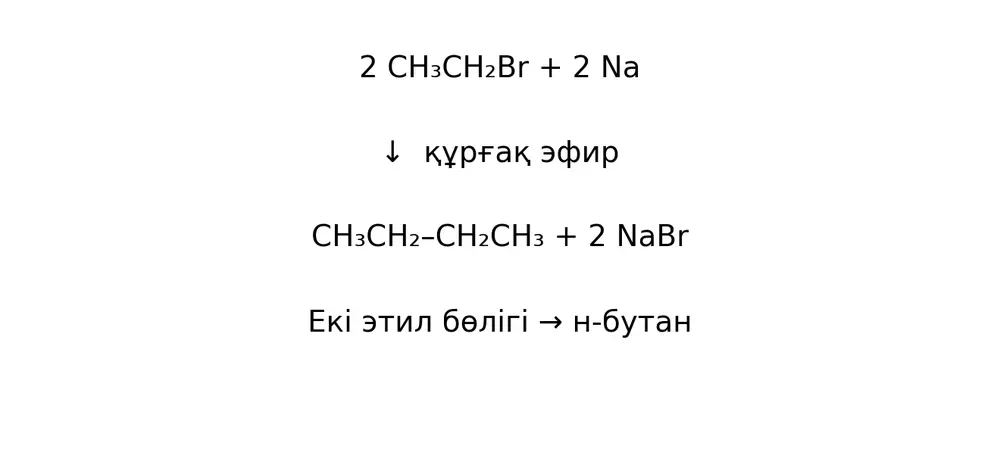 2 CH₃CH₂Br + 2 Na
↓ құрғақ эфир
CH₃CH₂–CH₂CH₃ + 2 NaBr
Екі этил бөлігі → н-бутан